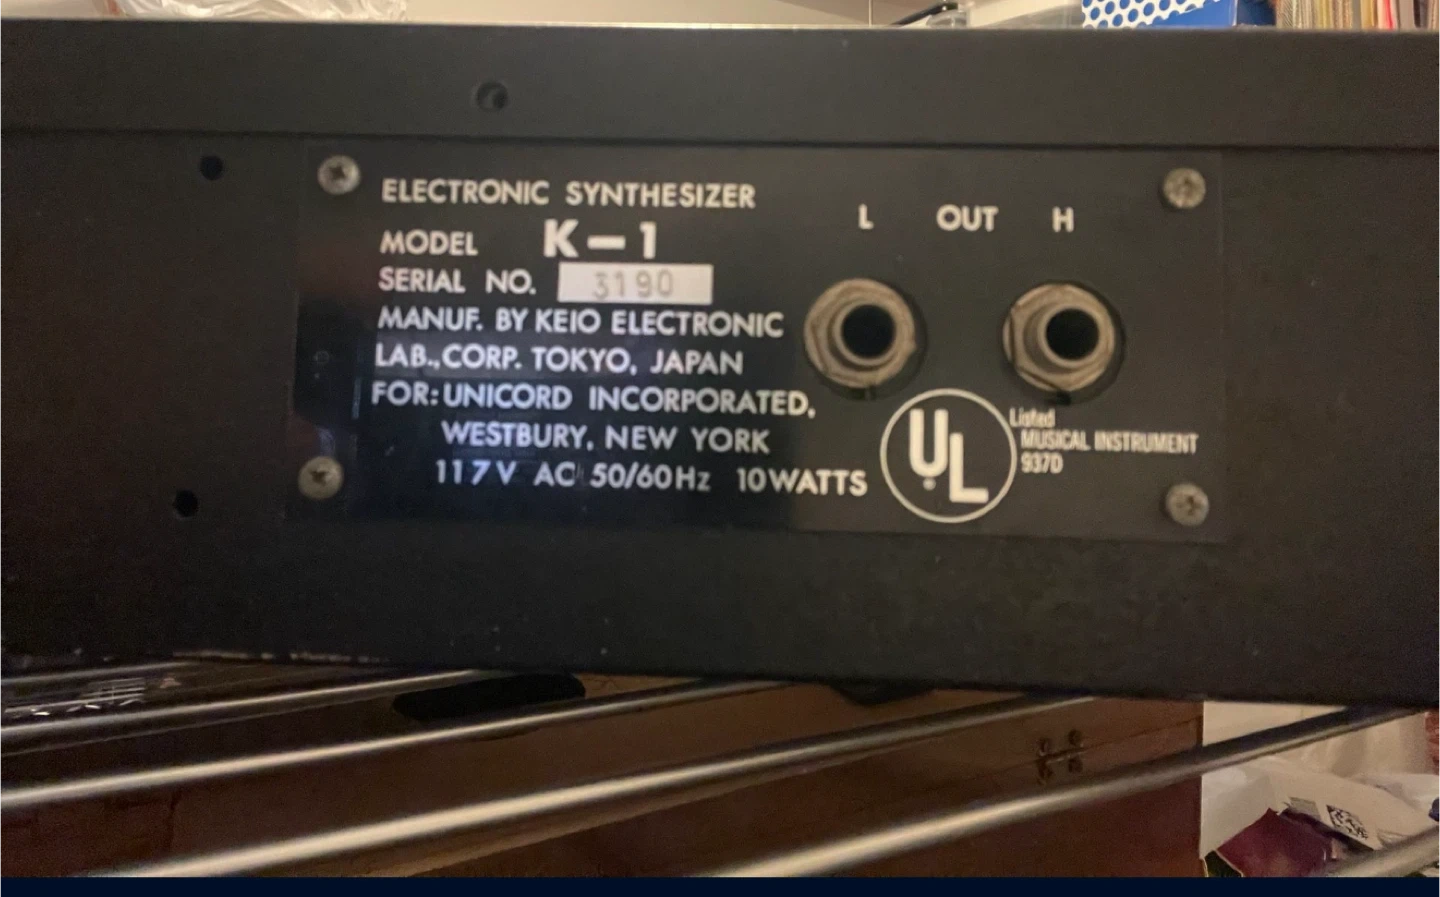 ELECTRONIC SYNTHESIZER
MODEL K-1
SERIAL NO. 3190
MANUF. BY KEIO ELECTRONIC
LAB., CORP. TOKYO, JAPAN
FOR: UNICORD INCORPORATED,
WESTBURY, NEW YORK
117V AC 50/60Hz 10WATTS
L OUT H
UL
Listed
MUSICAL INSTRUMENT
937D